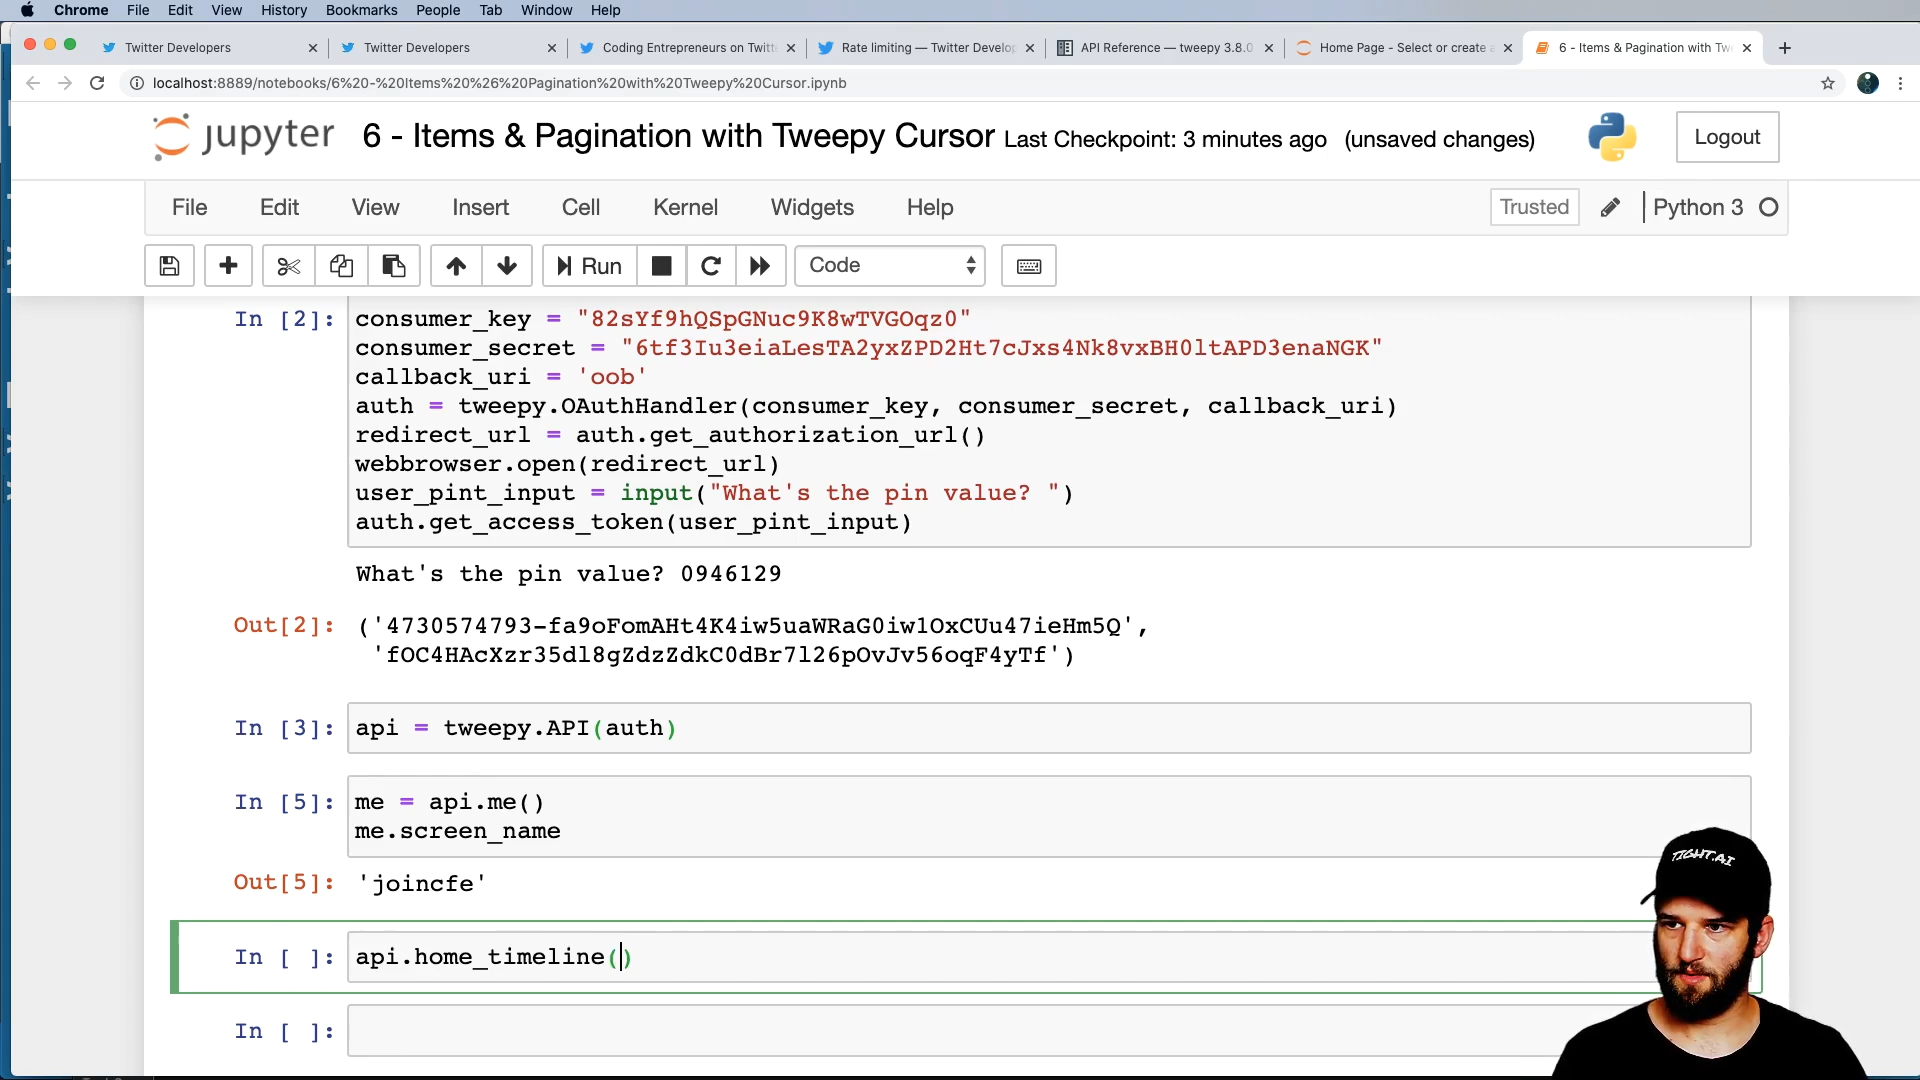 Chrome File Edit View History Bookmarks People Tab Window Help
Twitter Developers Twitter Developers Coding Entrepreneurs on Twitt Rate limiting — Twitter Develop API Reference — tweepy 3.8.0 Home Page - Select or create a 6 - Items & Pagination with Tw
localhost:8889/notebooks/6%20-%20Items%20%26%20Pagination%20with%20Tweepy%20Cursor.ipynb
jupyter 6 - Items & Pagination with Tweepy Cursor Last Checkpoint: 3 minutes ago (unsaved changes) Logout
File Edit View Insert Cell Kernel Widgets Help Trusted Python 3
Run Code
In [2]: consumer_key = "82sYf9hQSpGNuc9K8wTVGOqz0"
consumer_secret = "6tf3Iu3eiaLesTA2yxZPD2Ht7cJxs4Nk8vxBH0ltAPD3enaNGK"
callback_uri = 'oob'
auth = tweepy.OAuthHandler(consumer_key, consumer_secret, callback_uri)
redirect_url = auth.get_authorization_url()
webbrowser.open(redirect_url)
user_pint_input = input("What's the pin value? ")
auth.get_access_token(user_pint_input)
What's the pin value? 0946129
Out[2]: ('4730574793-fa9oFomAHt4K4iw5uaWRaG0iw1OxCUu47ieHm5Q',
'fOC4HAcXzr35dl8gZdzZdkC0dBr7l26pOvJv56oqF4yTf')
In [3]: api = tweepy.API(auth)
In [5]: me = api.me()
me.screen_name
Out[5]: 'joincfe'
In [ ]: api.home_timeline()
In [ ]:
TIGHT.AI